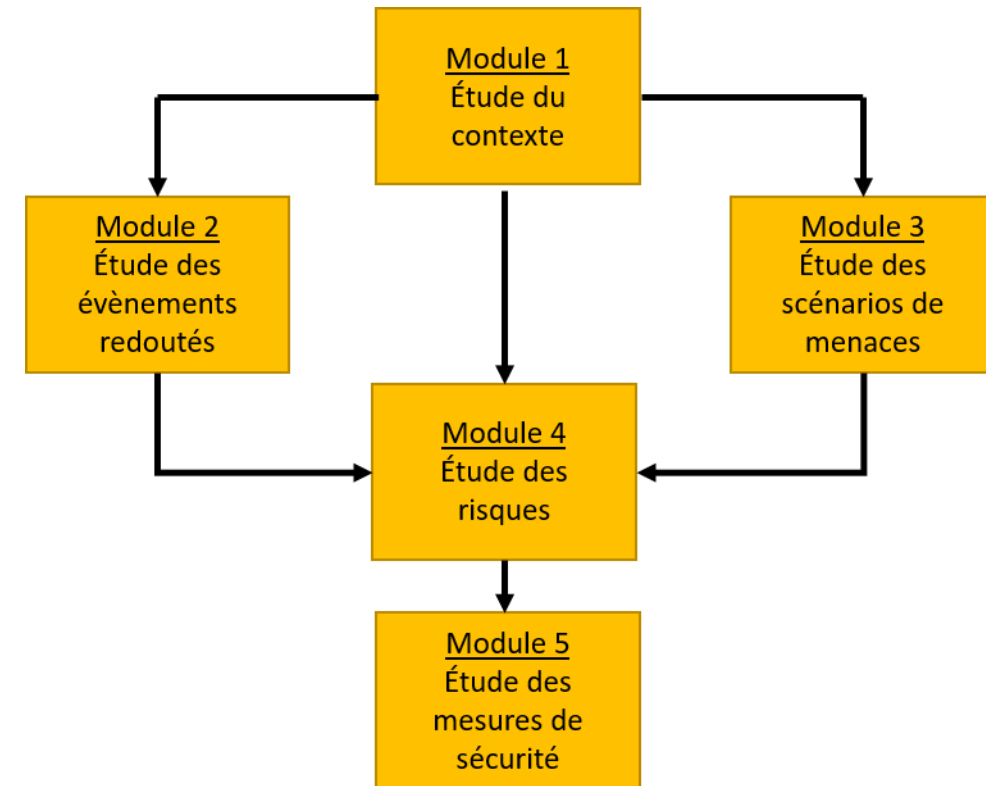 Module 1
Étude du
contexte
Module 2
Étude des
évènements
redoutés
Module 3
Étude des
scénarios de
menaces
Module 4
Étude des
risques
Module 5
Étude des
mesures de
sécurité